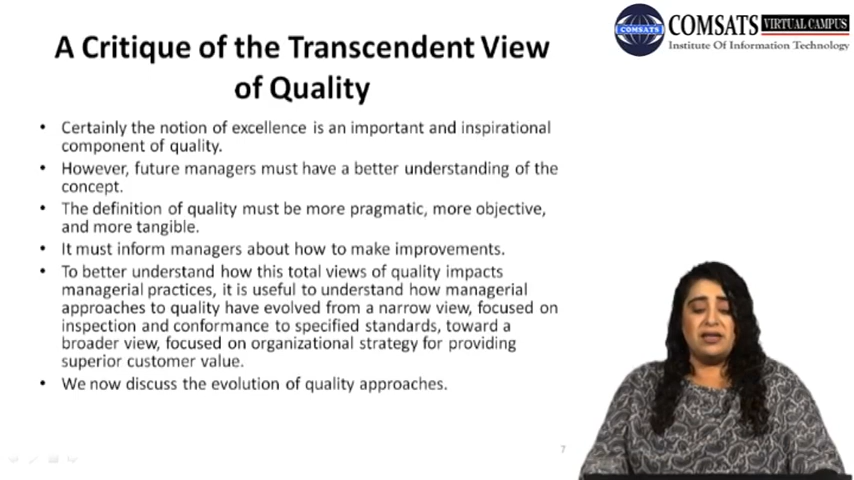 COMSATS VIRTUAL CAMPUS
Institute Of Information Technology
COMSATS
A Critique of the Transcendent View
of Quality
• Certainly the notion of excellence is an important and inspirational
component of quality.
• However, future managers must have a better understanding of the
concept.
• The definition of quality must be more pragmatic, more objective,
and more tangible.
• It must inform managers about how to make improvements.
• To better understand how this total views of quality impacts
managerial practices, it is useful to understand how managerial
approaches to quality have evolved from a narrow view, focused on
inspection and conformance to specified standards, toward a
broader view, focused on organizational strategy for providing
superior customer value.
• We now discuss the evolution of quality approaches.
7